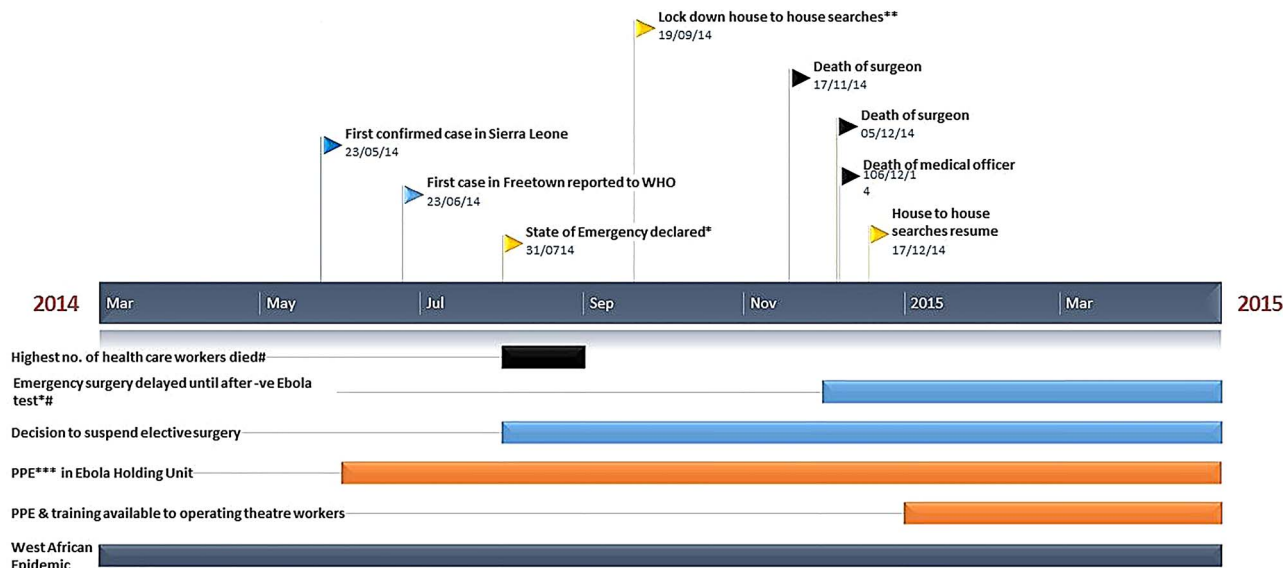 Lock down house to house searches**
19/09/14
Death of surgeon
17/11/14
Death of surgeon
05/12/14
First confirmed case in Sierra Leone
23/05/14
Death of medical officer
106/12/1
4
First case in Freetown reported to WHO
23/06/14
House to house
searches resume
17/12/14
State of Emergency declared*
31/0714
2014 Mar May Jul Sep Nov 2015 Mar 2015
Highest no. of health care workers died#
Emergency surgery delayed until after -ve Ebola
test*#
Decision to suspend elective surgery
PPE*** in Ebola Holding Unit
PPE & training available to operating theatre workers
West African
Epidemic